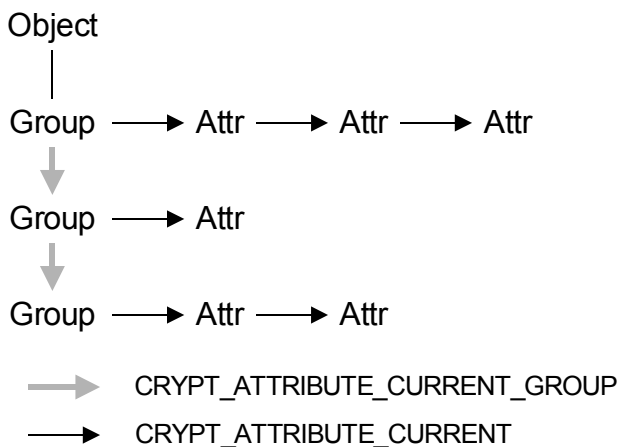 Object
Group Attr Attr Attr
Group Attr
Group Attr Attr
CRYPT_ATTRIBUTE_CURRENT_GROUP
CRYPT_ATTRIBUTE_CURRENT